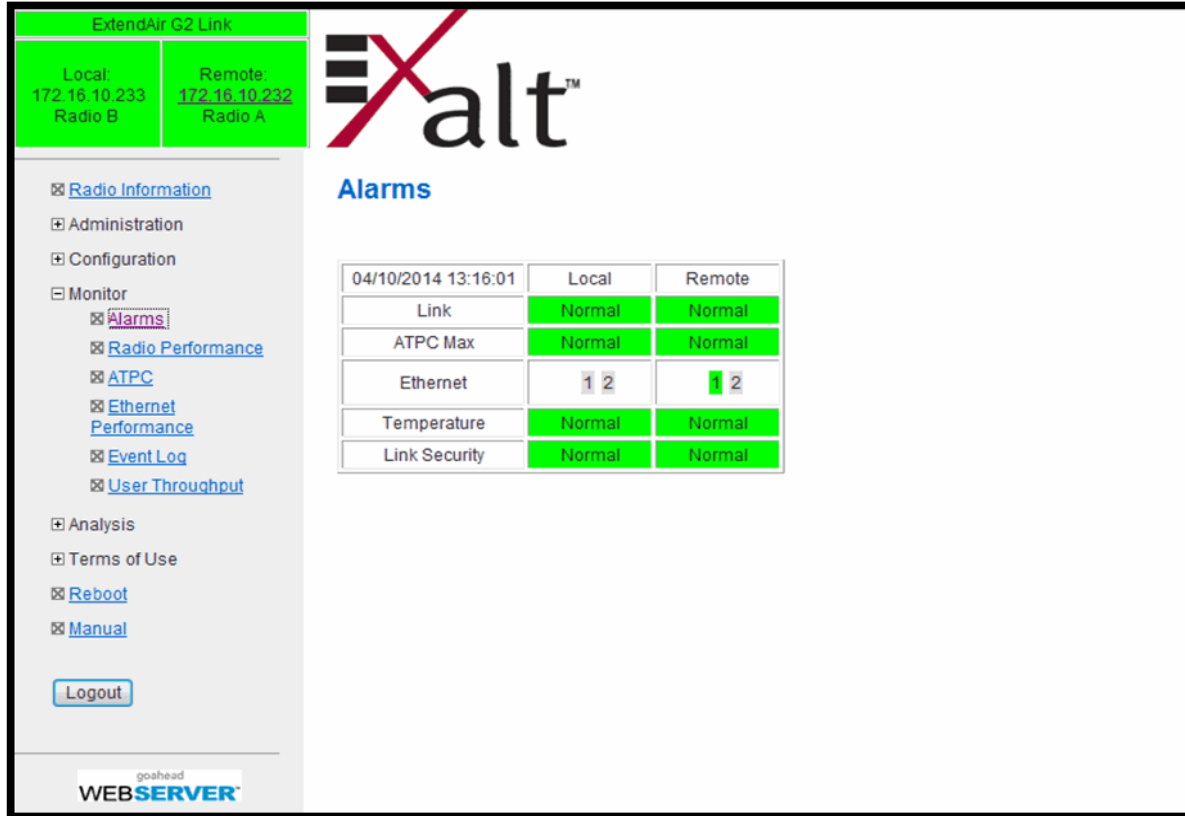 ExtendAir G2 Link
Local:
172.16.10.233
Radio B
Remote:
172.16.10.232
Radio A
EXalt™
Radio Information
Administration
Configuration
Monitor
Alarms
Radio Performance
ATPC
Ethernet
Performance
Event Log
User Throughput
Analysis
Terms of Use
Reboot
Manual
Logout
goahead
WEBSERVER™
Alarms
04/10/2014 13:16:01 Local Remote
Link Normal Normal
ATPC Max Normal Normal
Ethernet 1 2 1 2
Temperature Normal Normal
Link Security Normal Normal